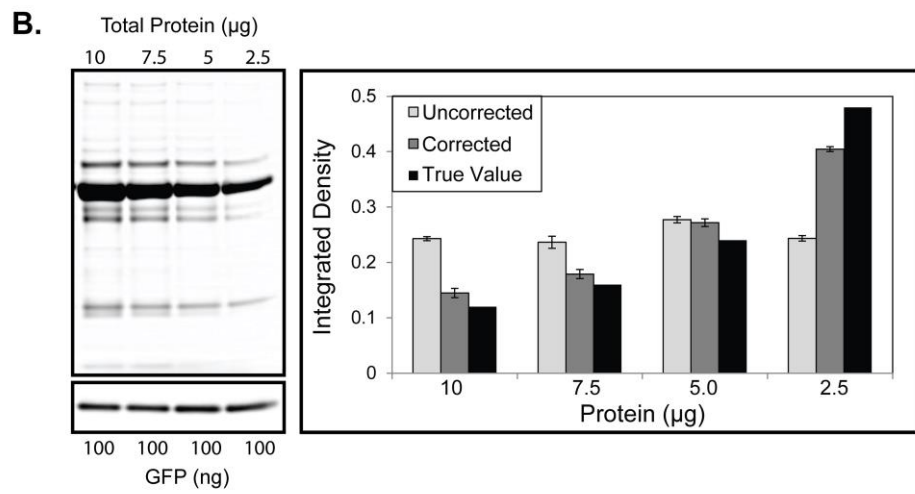 B.
Total Protein (µg)
10 7.5 5 2.5
100 100 100 100
GFP (ng)
Integrated Density
0.5
0.4
0.3
0.2
0.1
0
Uncorrected
Corrected
True Value
10 7.5 5.0 2.5
Protein (µg)